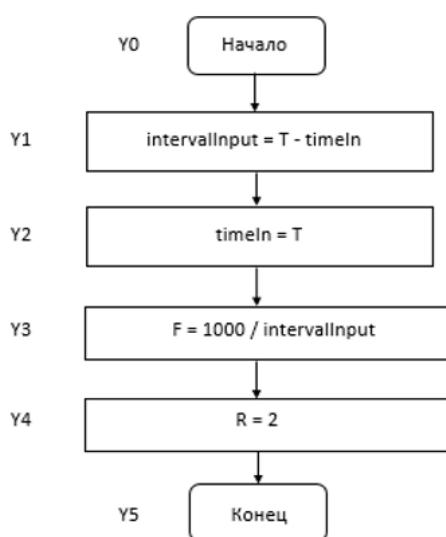 Y0 Начало
Y1 intervalInput = T - timeIn
Y2 timeIn = T
Y3 F = 1000 / intervalInput
Y4 R = 2
Y5 Конец